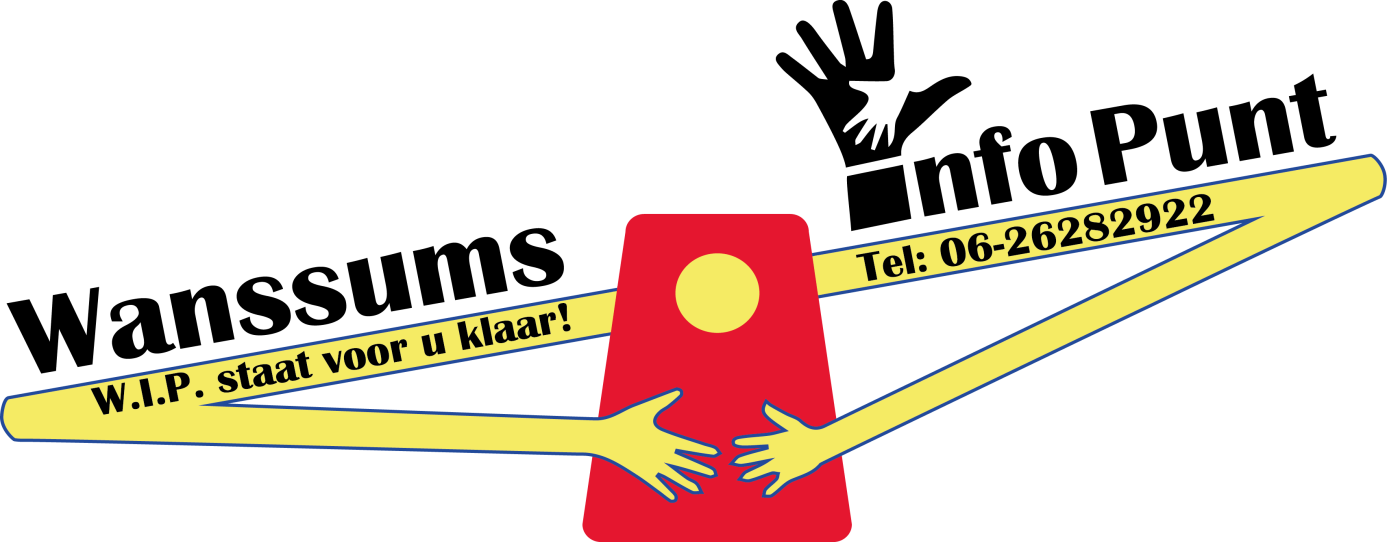 Wanssums
W.I.P. staat voor u klaar!
info Punt
Tel: 06-26282922